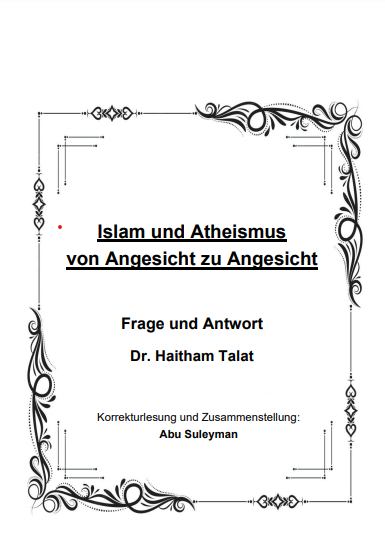 Islam und Atheismus
von Angesicht zu Angesicht
Frage und Antwort
Dr. Haitham Talat
Korrekturlesung und Zusammenstellung:
Abu Suleyman